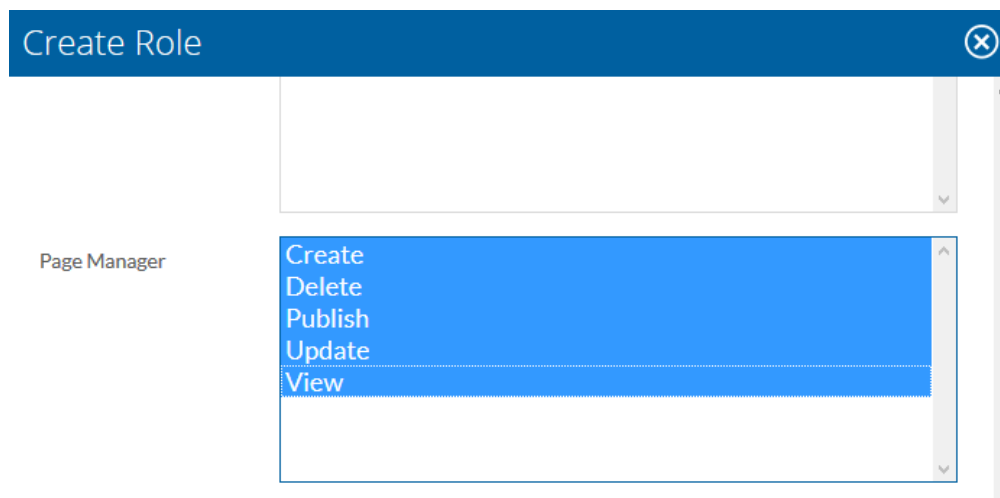 Create Role
Page Manager
Create
Delete
Publish
Update
View